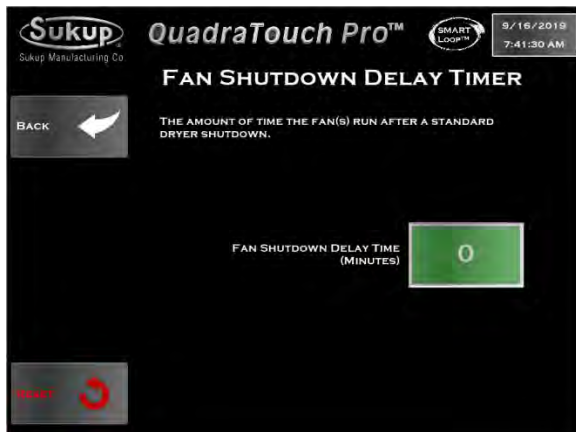 Sukup
Sukup Manufacturing Co
QuadraTouch Pro™
SMART
LOOP™
9/16/2019
7:41:30 AM
FAN SHUTDOWN DELAY TIMER
BACK
THE AMOUNT OF TIME THE FAN(S) RUN AFTER A STANDARD
DRYER SHUTDOWN.
FAN SHUTDOWN DELAY TIME
(MINUTES)
0
RESET